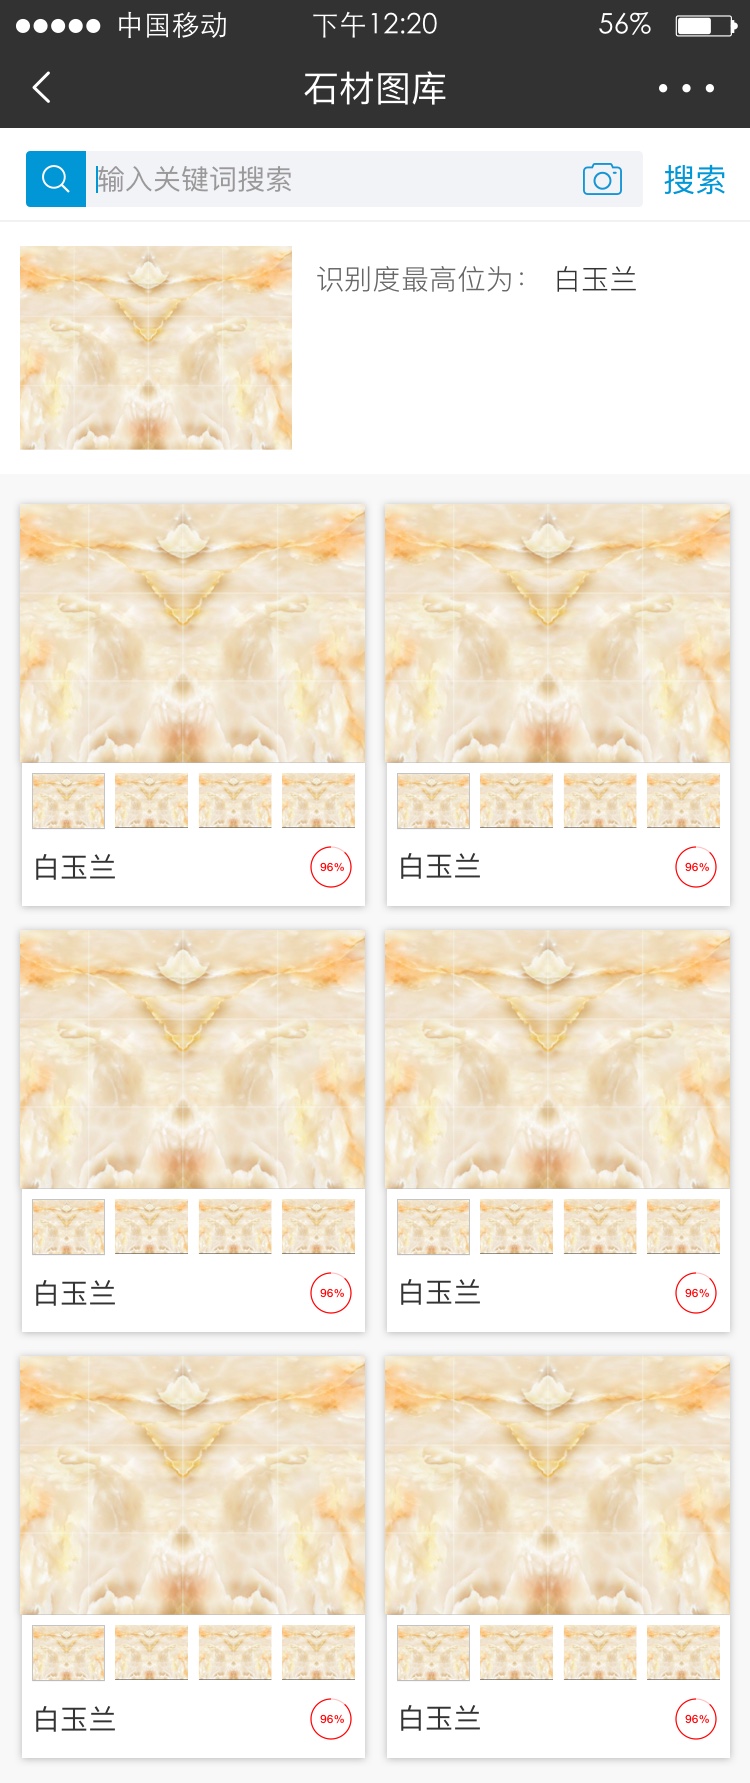 中国移动 下午12:20 56%
石材图库
输入关键词搜索 搜索
识别度最高位为： 白玉兰
白玉兰 96% 白玉兰 96%
白玉兰 96% 白玉兰 96%
白玉兰 96% 白玉兰 96%